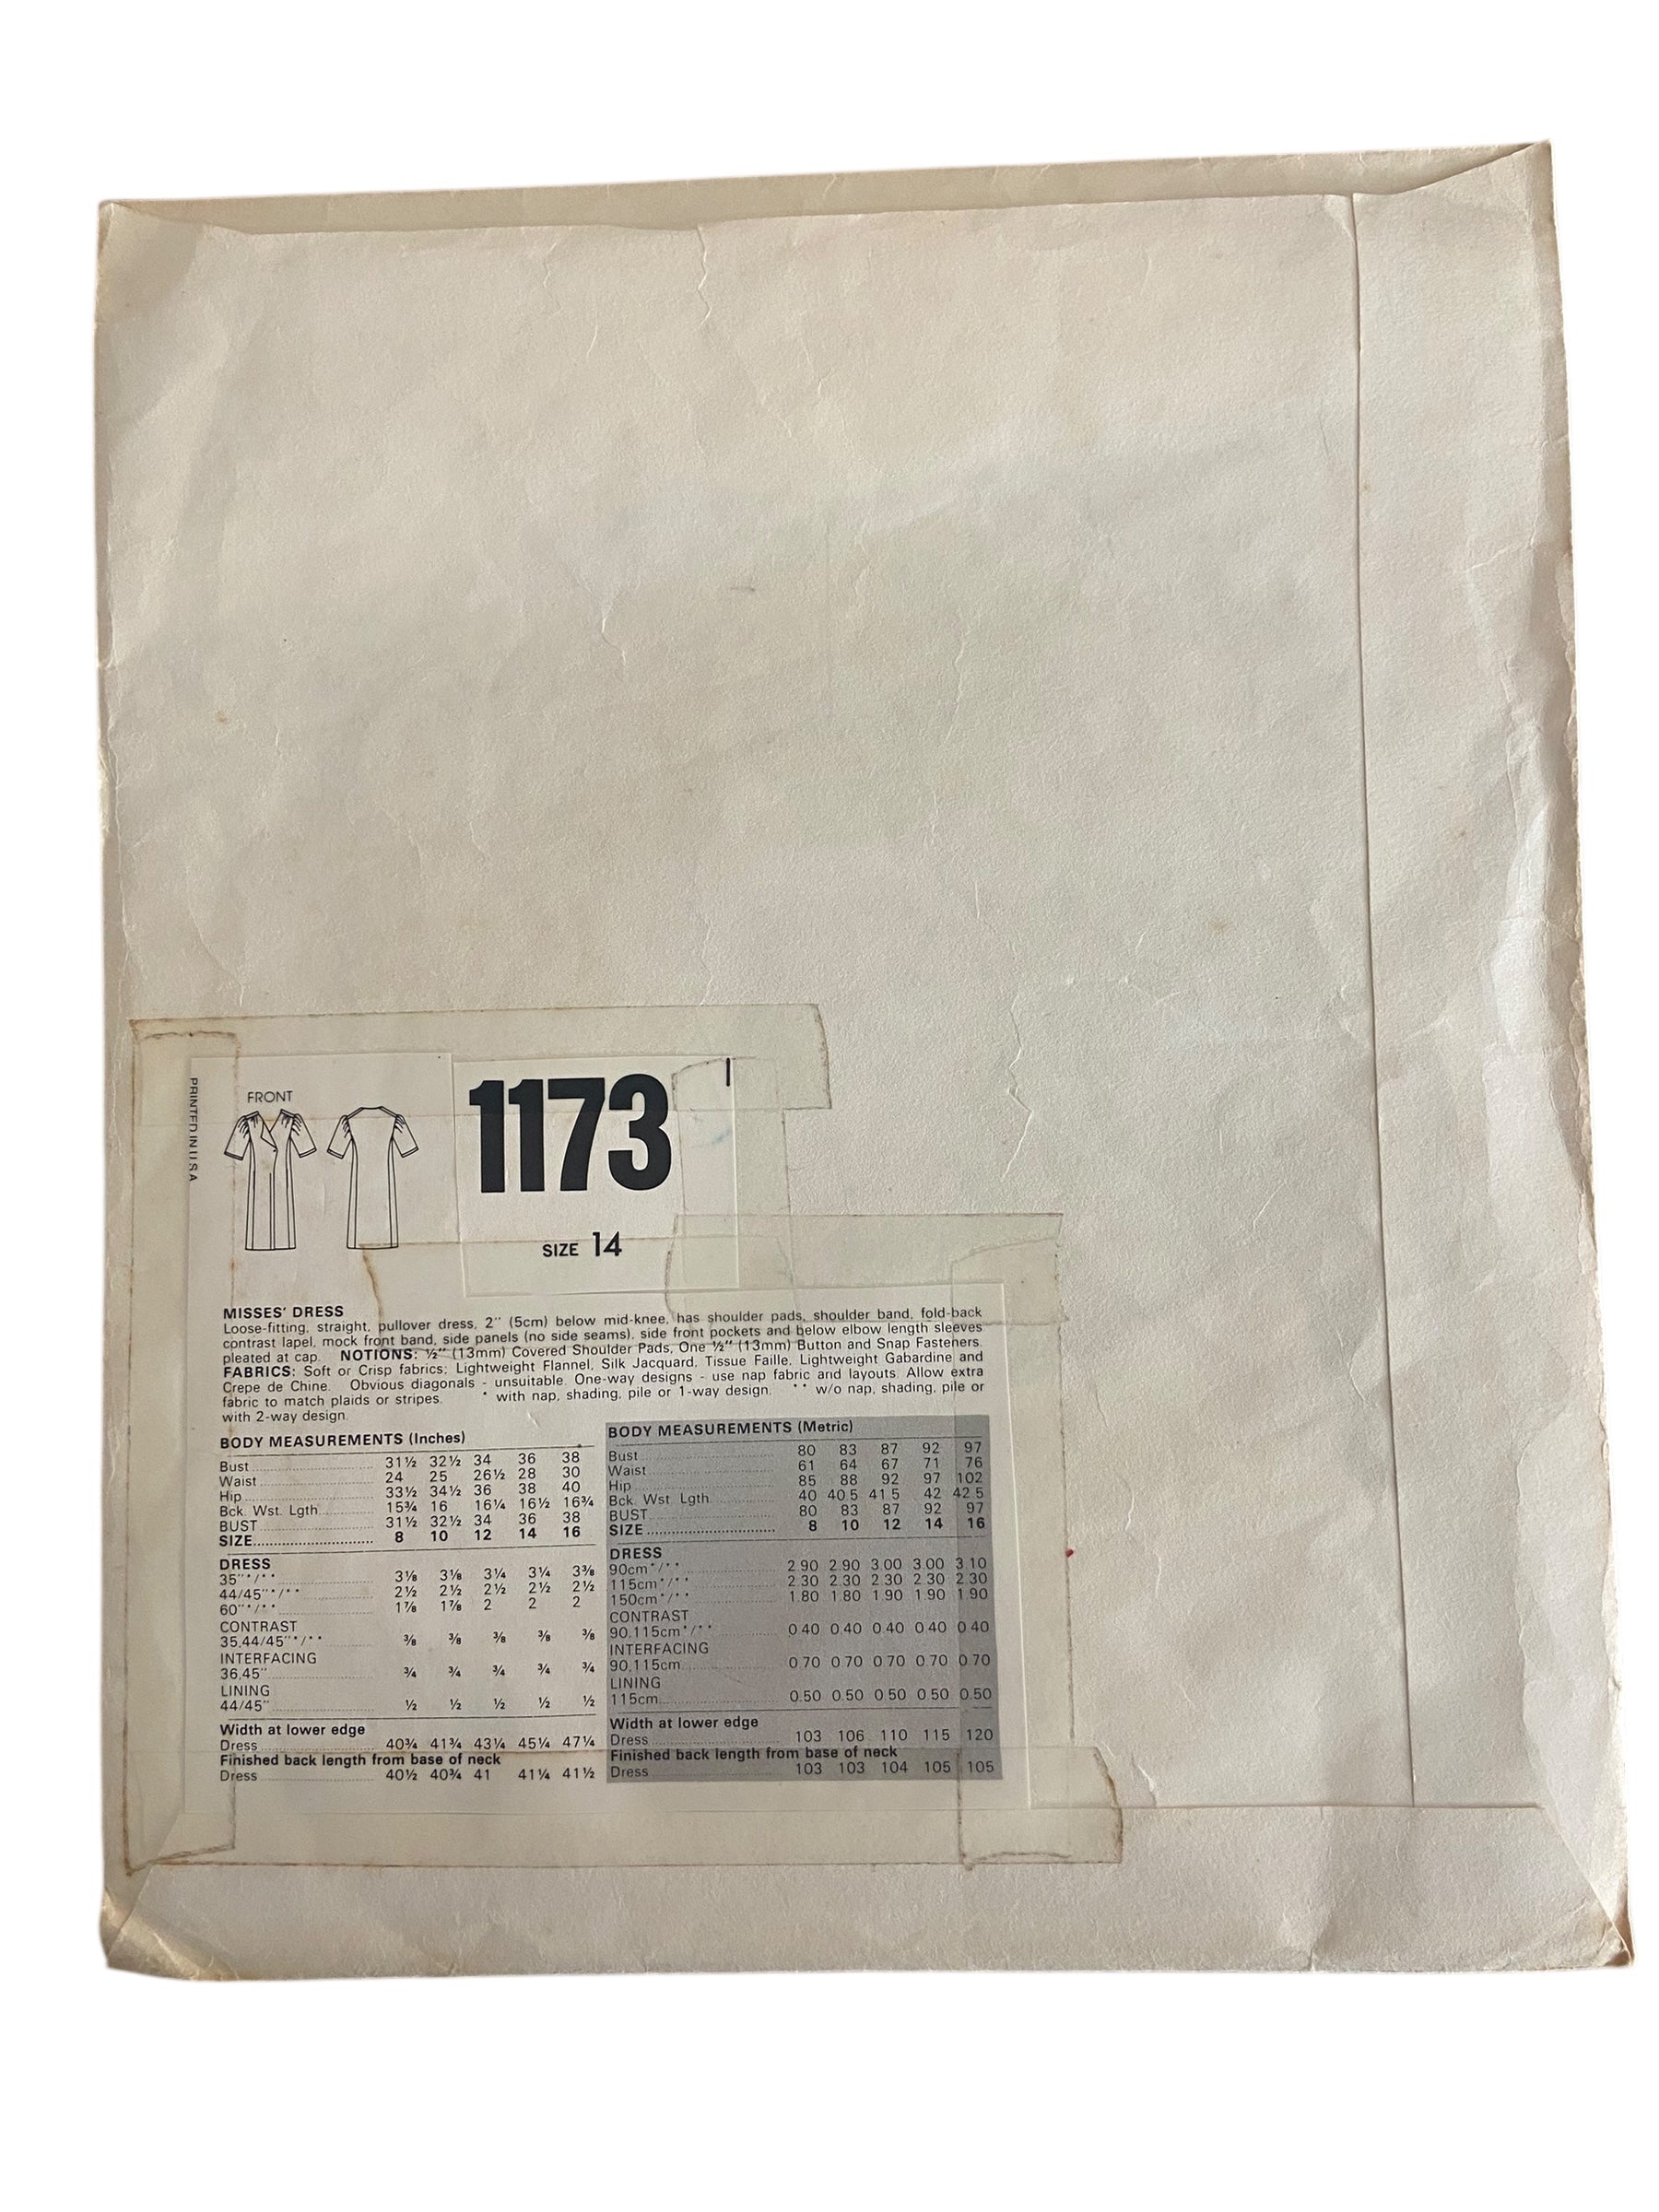 PRINTED IN U.S.A.
FRONT
1173
SIZE 14
MISSES' DRESS
Loose-fitting, straight, pullover dress, 2" (5cm) below mid-knee, has shoulder pads, shoulder band, fold-back
contrast lapel, mock front band, side panels (no side seams), side front pockets and below elbow length sleeves
pleated at cap. NOTIONS: ½" (13mm) Covered Shoulder Pads, One ½" (13mm) Button and Snap Fasteners.
FABRICS: Soft or Crisp fabrics; Lightweight Flannel, Silk Jacquard, Tissue Faille, Lightweight Gabardine and
Crepe de Chine. Obvious diagonals - unsuitable. One-way designs - use nap fabric and layouts. Allow extra
fabric to match plaids or stripes. * with nap, shading, pile or 1-way design. ** w/o nap, shading, pile or
with 2-way design.
BODY MEASUREMENTS (Inches)
Bust 31½ 32½ 34 36 38
Waist 24 25 26½ 28 30
Hip 33½ 34½ 36 38 40
Bck. Wst. Lgth. 15¾ 16 16¼ 16½ 16¾
BUST 31½ 32½ 34 36 38
SIZE 8 10 12 14 16
DRESS
35"*/** 3⅛ 3⅛ 3¼ 3¼ 3⅜
44/45"*/** 2½ 2½ 2½ 2½ 2½
60"*/** 1⅞ 1⅞ 2 2 2
CONTRAST
35,44/45"*/** ⅜ ⅜ ⅜ ⅜ ⅜
INTERFACING
36,45" ¾ ¾ ¾ ¾ ¾
LINING
44/45" ½ ½ ½ ½ ½
Width at lower edge
Dress 40¾ 41¾ 43¼ 45¼ 47¼
Finished back length from base of neck
Dress 40½ 40¾ 41 41¼ 41½
BODY MEASUREMENTS (Metric)
Bust 80 83 87 92 97
Waist 61 64 67 71 76
Hip 85 88 92 97 102
Bck. Wst. Lgth. 40 40.5 41.5 42 42.5
BUST 80 83 87 92 97
SIZE 8 10 12 14 16
DRESS
90cm*/** 2.90 2.90 3.00 3.00 3.10
115cm*/** 2.30 2.30 2.30 2.30 2.30
150cm*/** 1.80 1.80 1.90 1.90 1.90
CONTRAST
90,115cm*/** 0.40 0.40 0.40 0.40 0.40
INTERFACING
90,115cm 0.70 0.70 0.70 0.70 0.70
LINING
115cm 0.50 0.50 0.50 0.50 0.50
Width at lower edge
Dress 103 106 110 115 120
Finished back length from base of neck
Dress 103 103 104 105 105